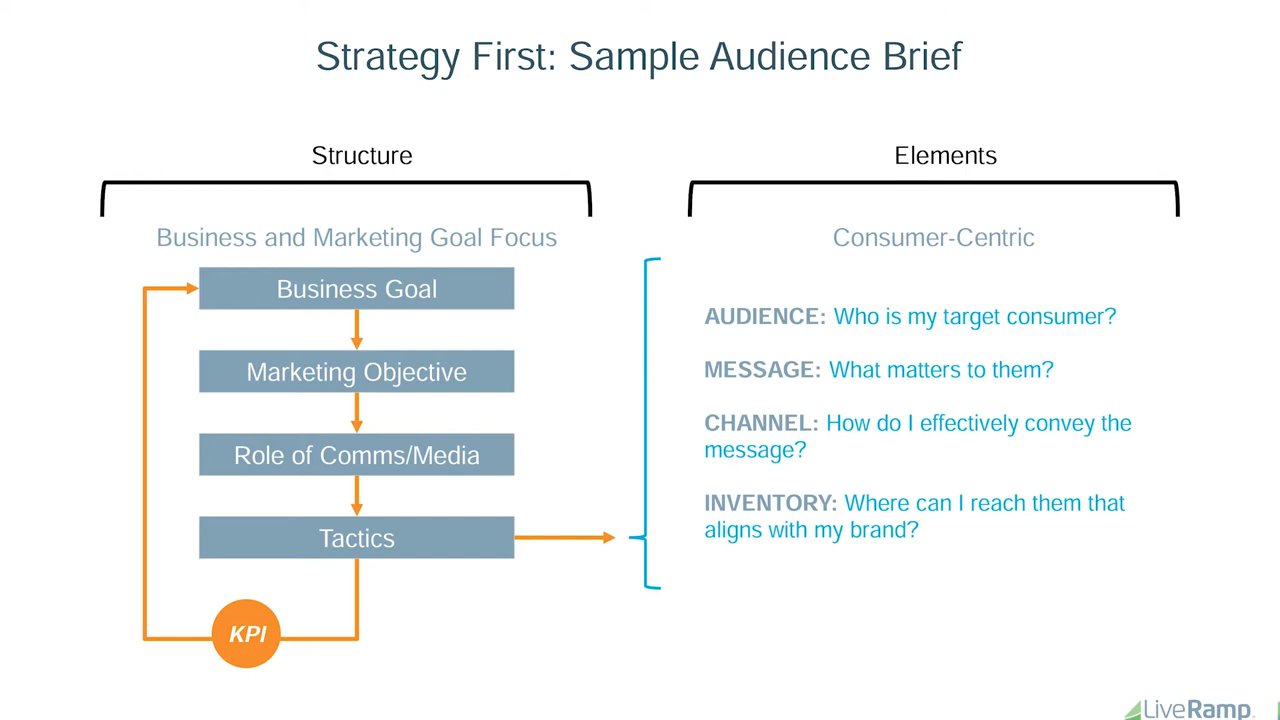 Strategy First: Sample Audience Brief
Structure
Business and Marketing Goal Focus
Business Goal
Marketing Objective
Role of Comms/Media
Tactics
KPI
Elements
Consumer-Centric
AUDIENCE: Who is my target consumer?
MESSAGE: What matters to them?
CHANNEL: How do I effectively convey the
message?
INVENTORY: Where can I reach them that
aligns with my brand?
LiveRamp